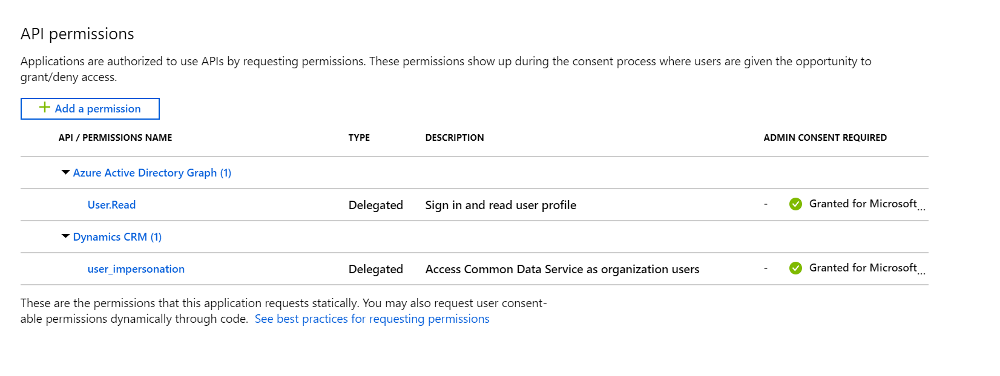 API permissions
Applications are authorized to use APIs by requesting permissions. These permissions show up during the consent process where users are given the opportunity to
grant/deny access.
+ Add a permission
API / PERMISSIONS NAME TYPE DESCRIPTION ADMIN CONSENT REQUIRED
Azure Active Directory Graph (1)
User.Read Delegated Sign in and read user profile - Granted for Microsoft...
Dynamics CRM (1)
user_impersonation Delegated Access Common Data Service as organization users - Granted for Microsoft...
These are the permissions that this application requests statically. You may also request user consent-
able permissions dynamically through code. See best practices for requesting permissions